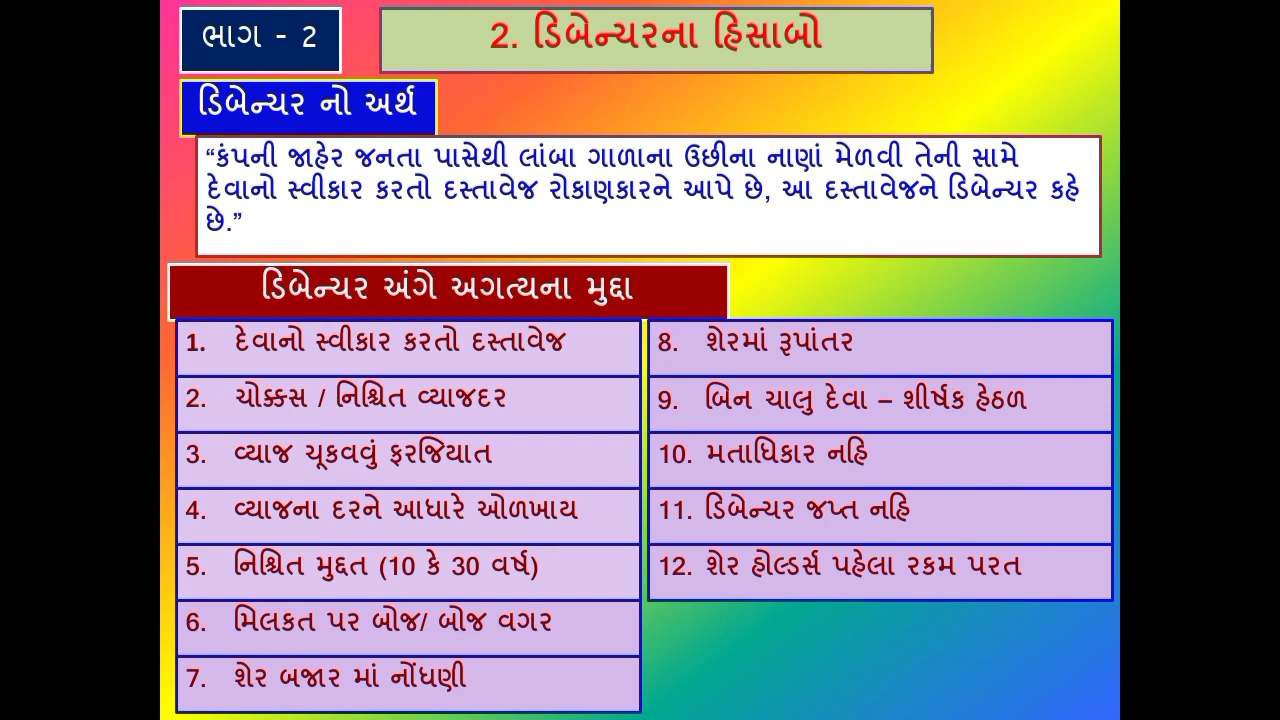 ભાગ - 2
2. ડિબેન્ચરના હિસાબો
ડિબેન્ચર નો અર્થ
“કંપની જાહેર જનતા પાસેથી લાંબા ગાળાના ઉછીના નાણાં મેળવી તેની સામે
દેવાનો સ્વીકાર કરતો દસ્તાવેજ રોકાણકારને આપે છે, આ દસ્તાવેજને ડિબેન્ચર કહે
છે.”
ડિબેન્ચર અંગે અગત્યના મુદ્દા
1. દેવાનો સ્વીકાર કરતો દસ્તાવેજ
2. ચોક્કસ / નિશ્ચિત વ્યાજદર
3. વ્યાજ ચૂકવવું ફરજિયાત
4. વ્યાજના દરને આધારે ઓળખાય
5. નિશ્ચિત મુદ્દત (10 કે 30 વર્ષ)
6. મિલકત પર બોજ/ બોજ વગર
7. શેર બજાર માં નોંધણી
8. શેરમાં રૂપાંતર
9. બિન ચાલુ દેવા – શીર્ષક હેઠળ
10. મતાધિકાર નહિ
11. ડિબેન્ચર જપ્ત નહિ
12. શેર હોલ્ડર્સ પહેલા રકમ પરત